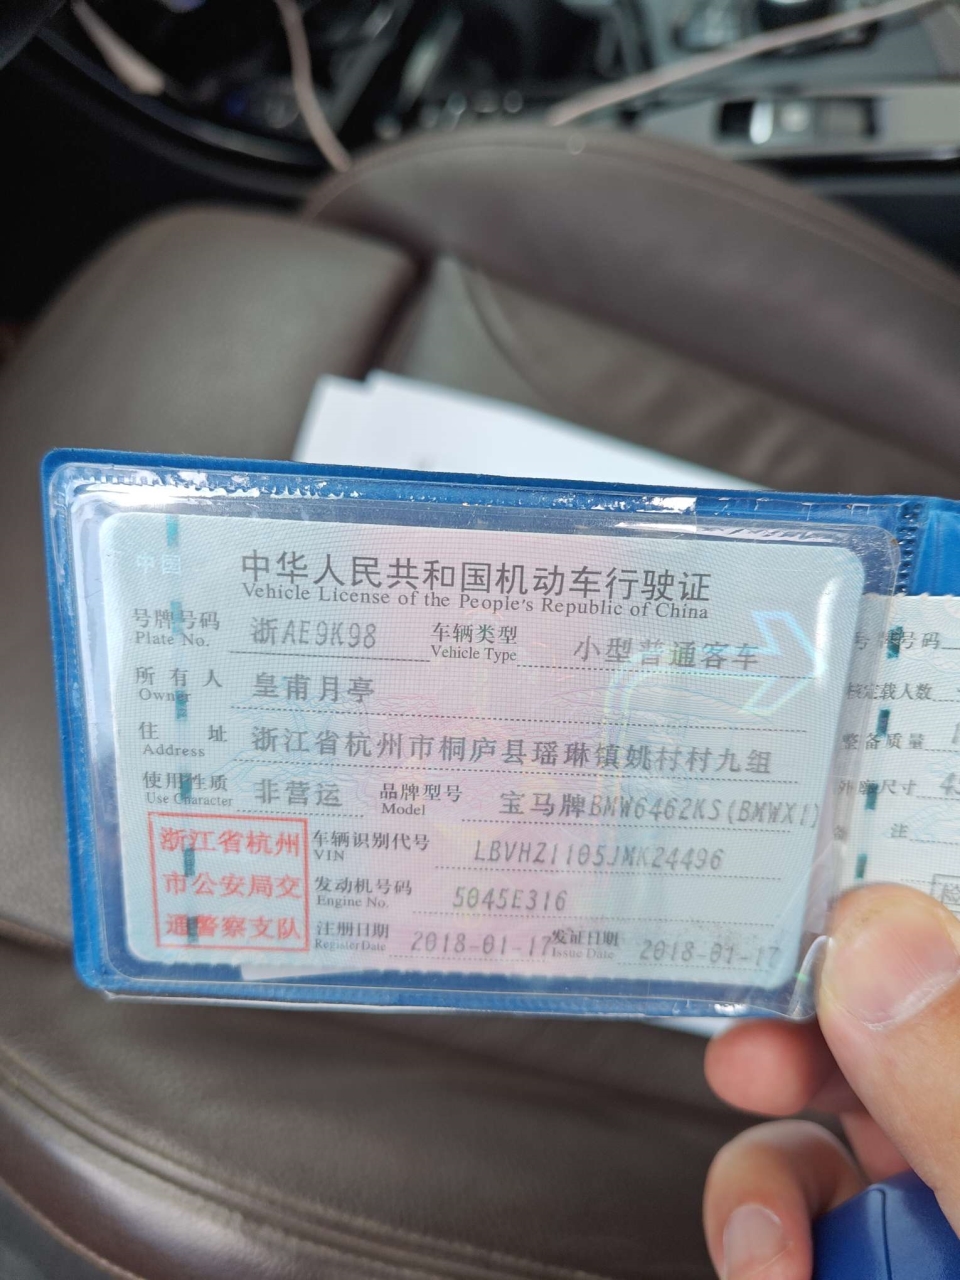 中华人民共和国机动车行驶证
Vehicle License of the People's Republic of China
号牌号码 浙AE9K98 车辆类型 小型普通客车
Plate No. Vehicle Type
所有人 皇甫月亭
Owner
住址 浙江省杭州市桐庐县瑶琳镇姚村村九组
Address
使用性质 非营运 品牌型号 宝马牌BMW6462KS(BMWX1)
Use Character Model
浙江省杭州
市公安局交
通警察支队
车辆识别代号 LBVHZ1105JMK24496
VIN
发动机号码 5045E316
Engine No.
注册日期 2018-01-17 发证日期 2018-01-17
Register Date Issue Date
号牌号码
核定载人数
整备质量
外廓尺寸
注